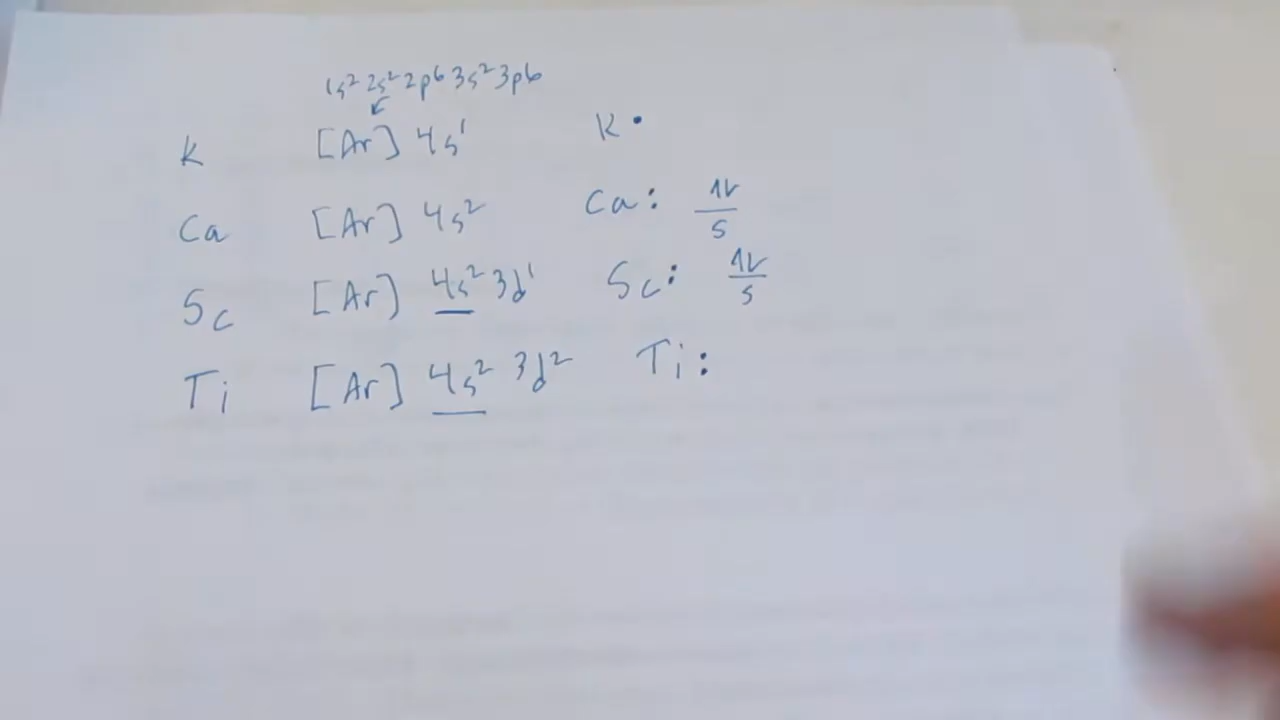 1s² 2s² 2p6 3s² 3p6
K [Ar] 4s¹ K•
Ca [Ar] 4s² Ca: 1↓ s
Sc [Ar] 4s² 3d¹ Sc: 1↓ s
Ti [Ar] 4s² 3d² Ti: